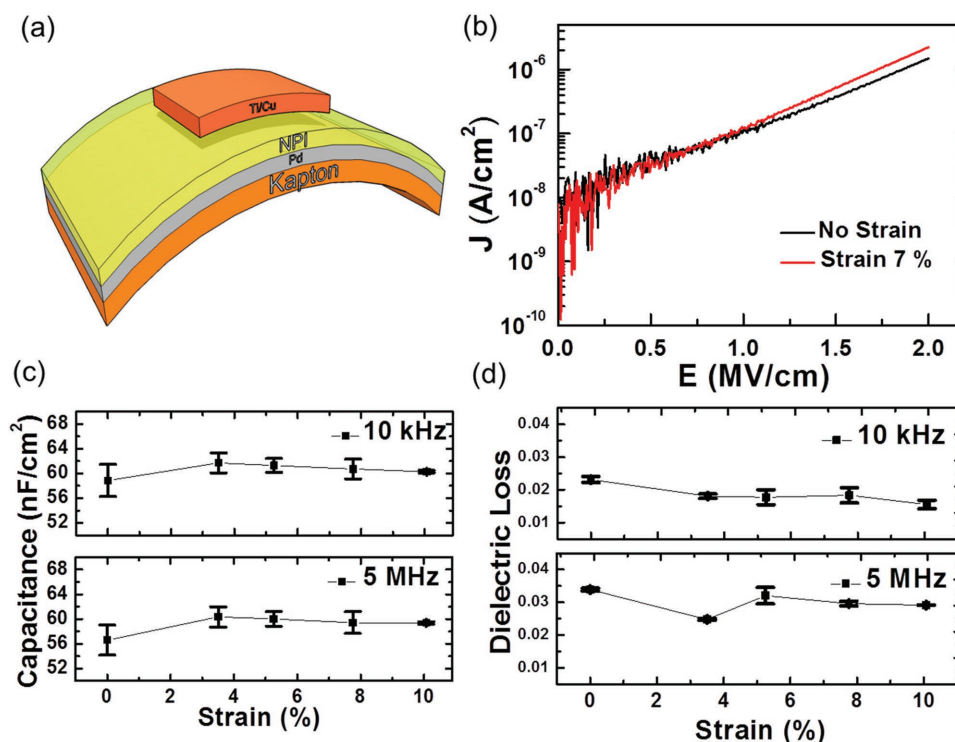 (a)
Ti/Cu
NPI
Pd
Kapton
(b)
J (A/cm²)
10⁻⁶
10⁻⁷
10⁻⁸
10⁻⁹
10⁻¹⁰
No Strain
Strain 7 %
0.0 0.5 1.0 1.5 2.0
E (MV/cm)
(c)
Capacitance (nF/cm²)
68
64
60
56
52
10 kHz
68
64
60
56
52
5 MHz
0 2 4 6 8 10
Strain (%)
(d)
Dielectric Loss
0.04
0.03
0.02
0.01
10 kHz
0.04
0.03
0.02
0.01
5 MHz
0 2 4 6 8 10
Strain (%)